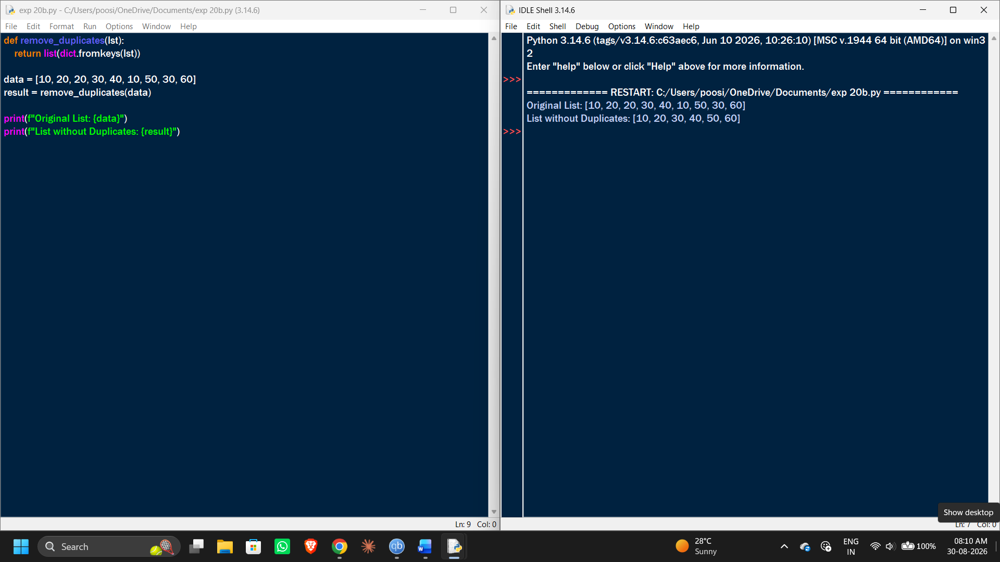 exp 20b.py - C:/Users/poosi/OneDrive/Documents/exp 20b.py (3.14.6)
File Edit Format Run Options Window Help
def remove_duplicates(lst):
    return list(dict.fromkeys(lst))

data = [10, 20, 20, 30, 40, 10, 50, 30, 60]
result = remove_duplicates(data)

print(f"Original List: {data}")
print(f"List without Duplicates: {result}")
Ln: 9 Col: 0
IDLE Shell 3.14.6
File Edit Shell Debug Options Window Help
Python 3.14.6 (tags/v3.14.6:c63aec6, Jun 10 2026, 10:26:10) [MSC v.1944 64 bit (AMD64)] on win3
2
Enter "help" below or click "Help" above for more information.
>>>
============= RESTART: C:/Users/poosi/OneDrive/Documents/exp 20b.py ============
Original List: [10, 20, 20, 30, 40, 10, 50, 30, 60]
List without Duplicates: [10, 20, 30, 40, 50, 60]
>>>
Show desktop
Ln: 7 Col: 0
Search
qb
W
28°C
Sunny
ENG
IN
100%
08:10 AM
30-08-2026